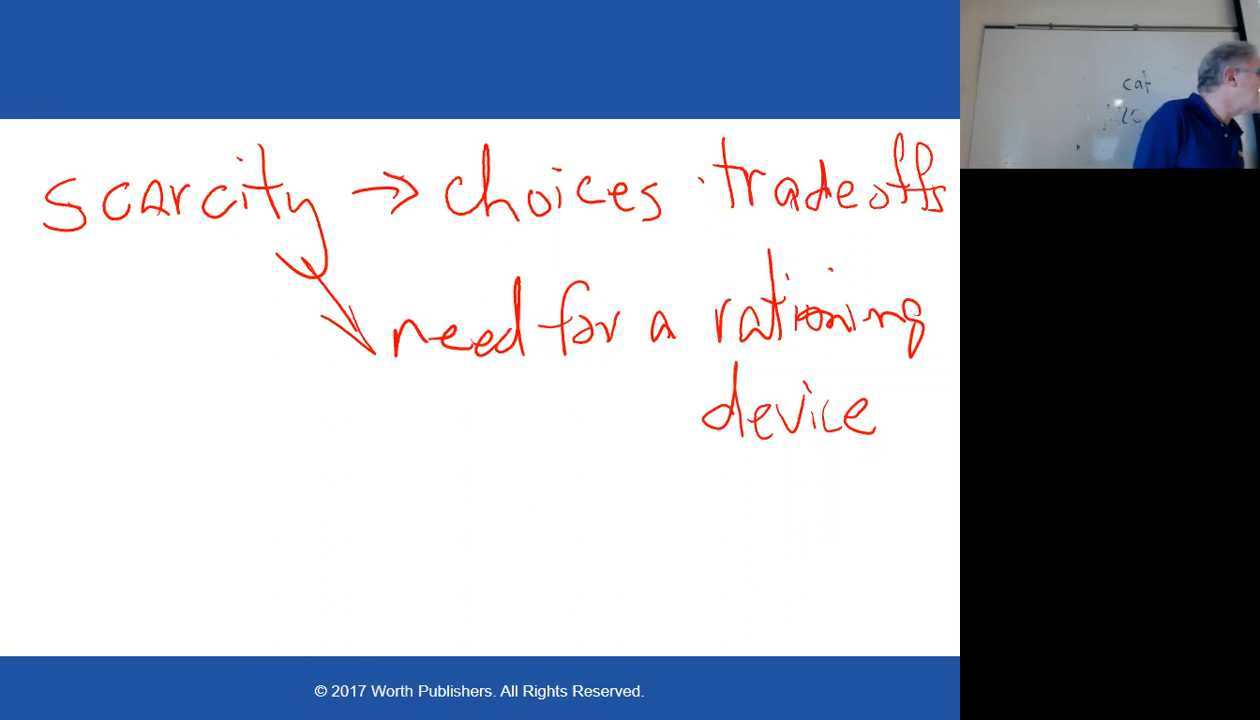 scarcity → choices tradeoffs
need for a rationing
device
© 2017 Worth Publishers. All Rights Reserved.
cat